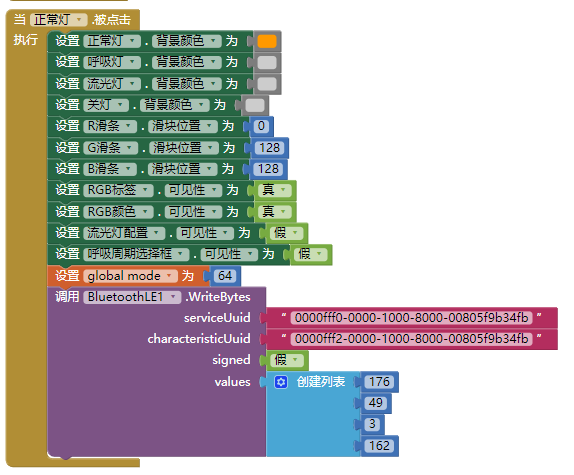 当 正常灯 .被点击
执行 设置 正常灯 . 背景颜色 为
设置 呼吸灯 . 背景颜色 为
设置 流光灯 . 背景颜色 为
设置 关灯 . 背景颜色 为
设置 R滑条 . 滑块位置 为 0
设置 G滑条 . 滑块位置 为 128
设置 B滑条 . 滑块位置 为 128
设置 RGB标签 . 可见性 为 真
设置 RGB颜色 . 可见性 为 真
设置 流光灯配置 . 可见性 为 假
设置 呼吸周期选择框 . 可见性 为 假
设置 global mode 为 64
调用 BluetoothLE1 .WriteBytes
serviceUuid “ 0000fff0-0000-1000-8000-00805f9b34fb ”
characteristicUuid “ 0000fff2-0000-1000-8000-00805f9b34fb ”
signed 假
values 创建列表 176
49
3
162